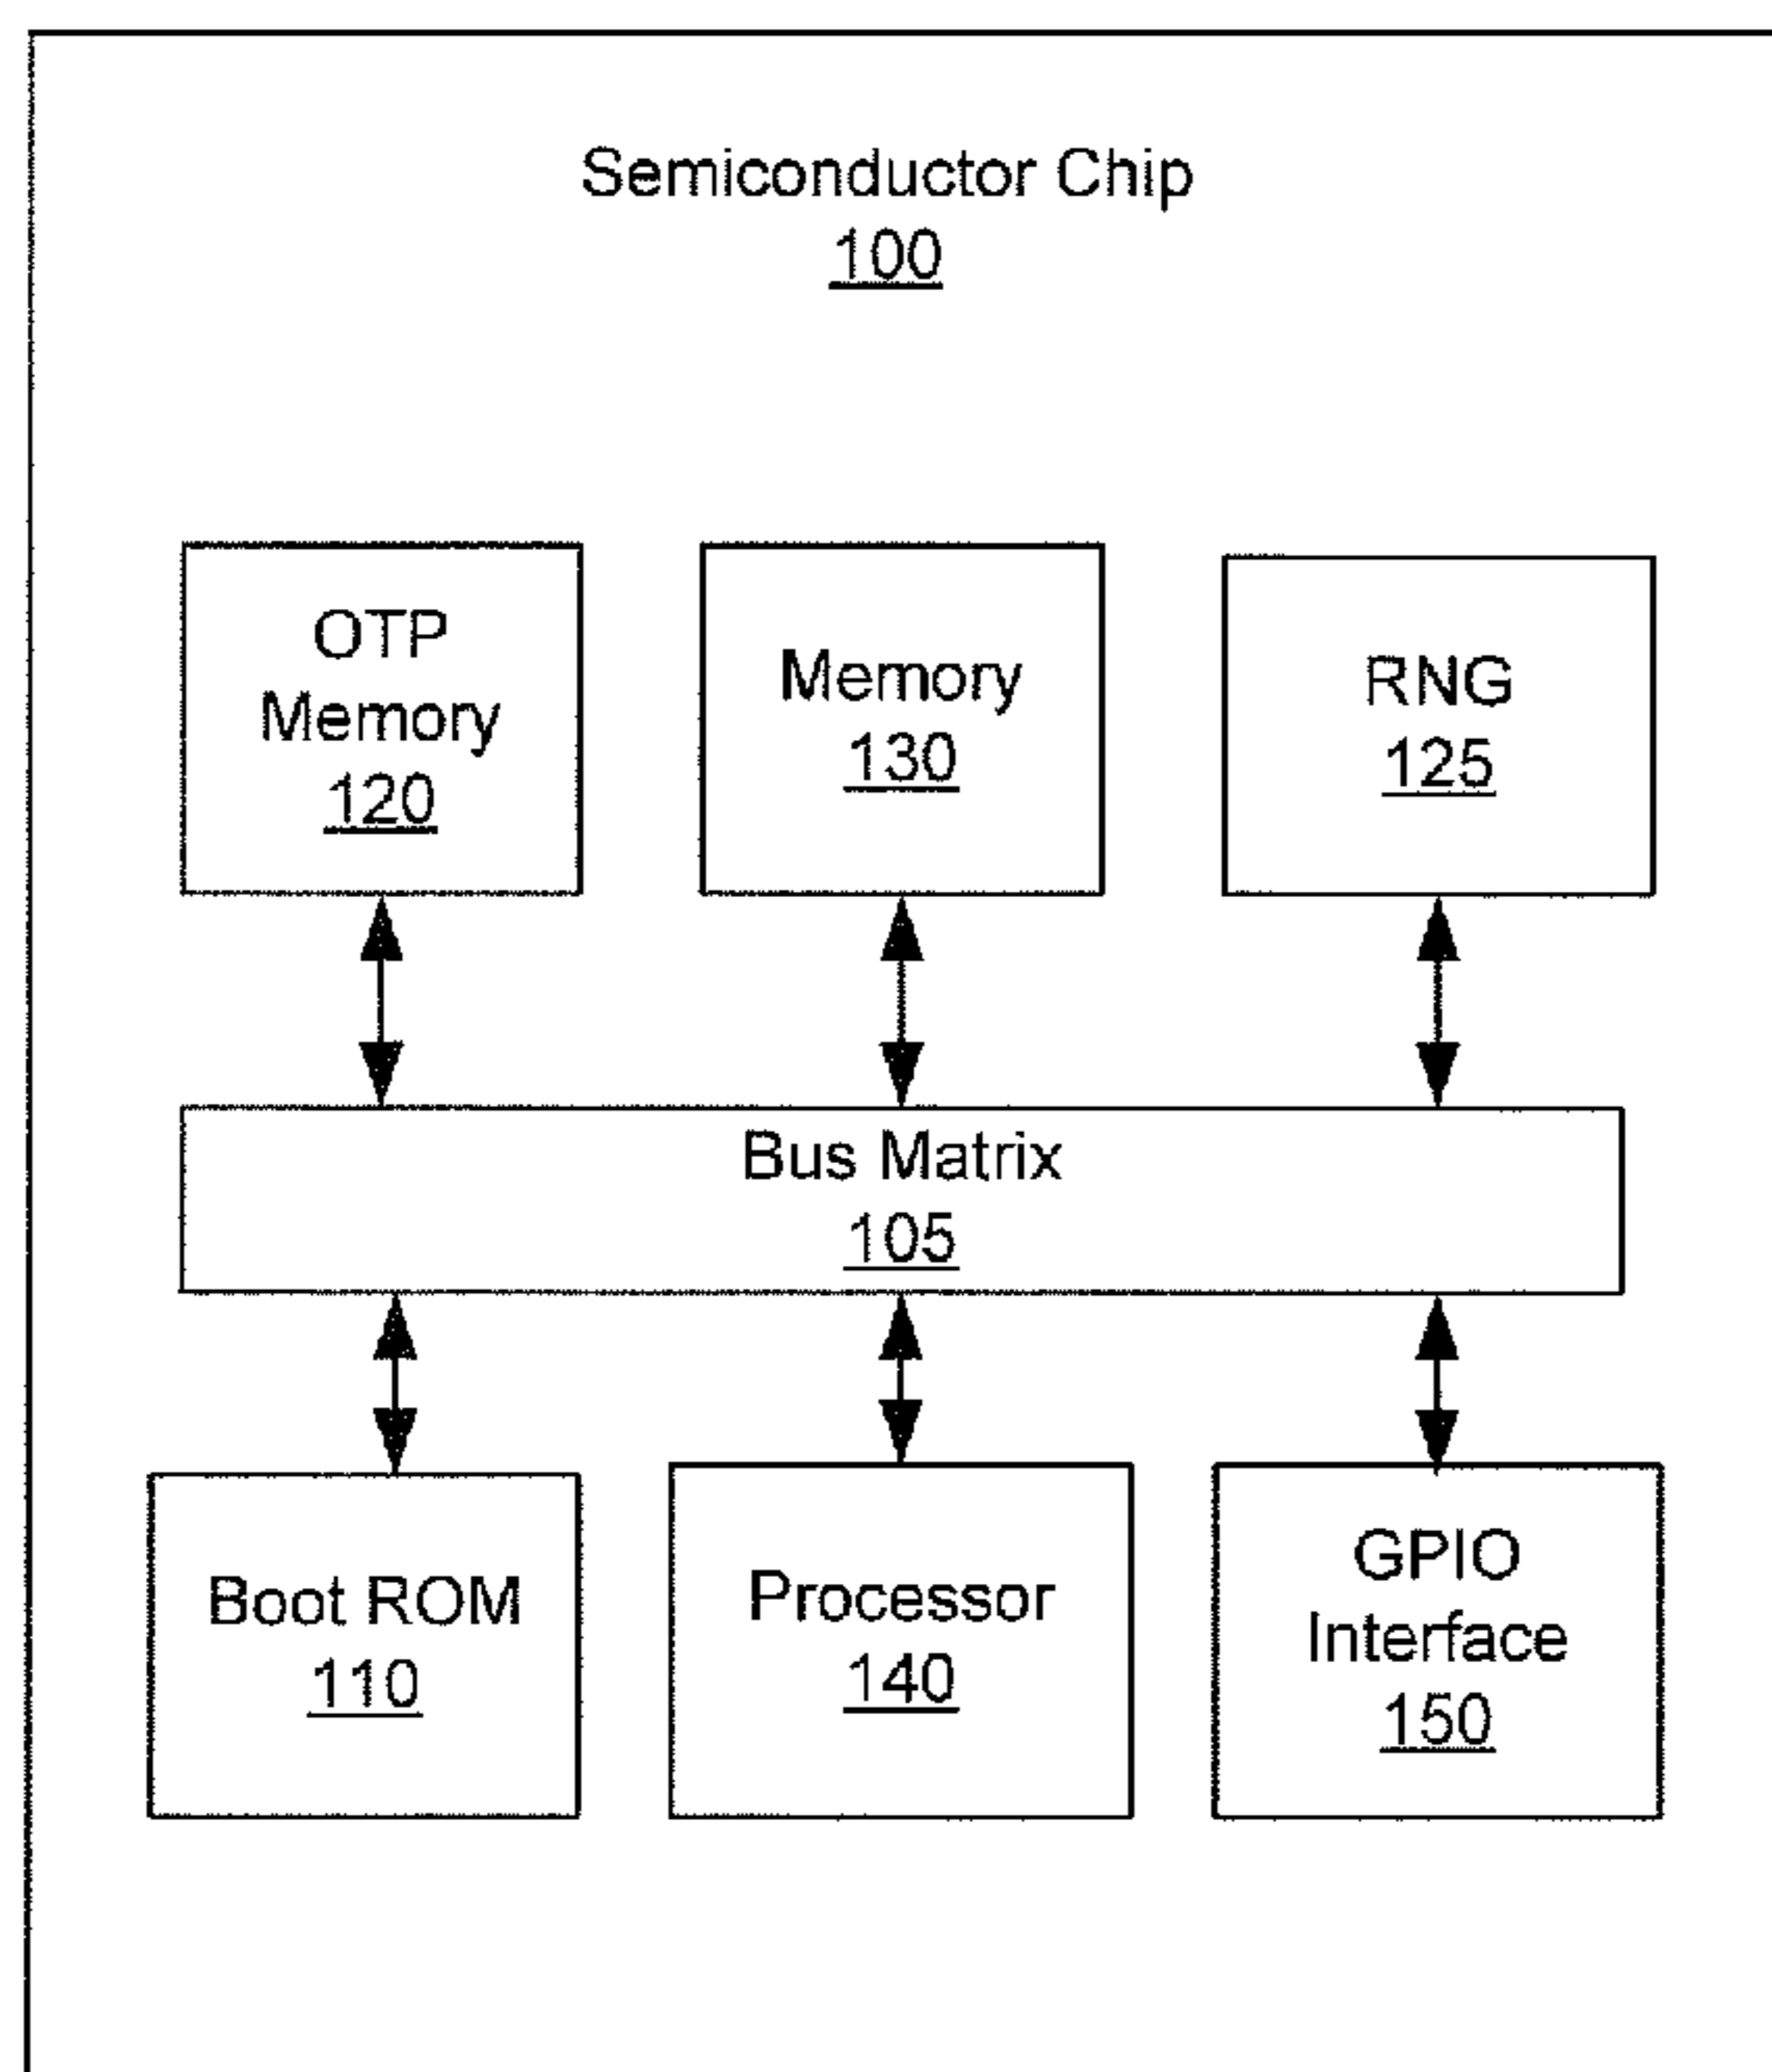 Semiconductor Chip
100
OTP
Memory
120
Memory
130
RNG
125
Bus Matrix
105
Boot ROM
110
Processor
140
GPIO
Interface
150